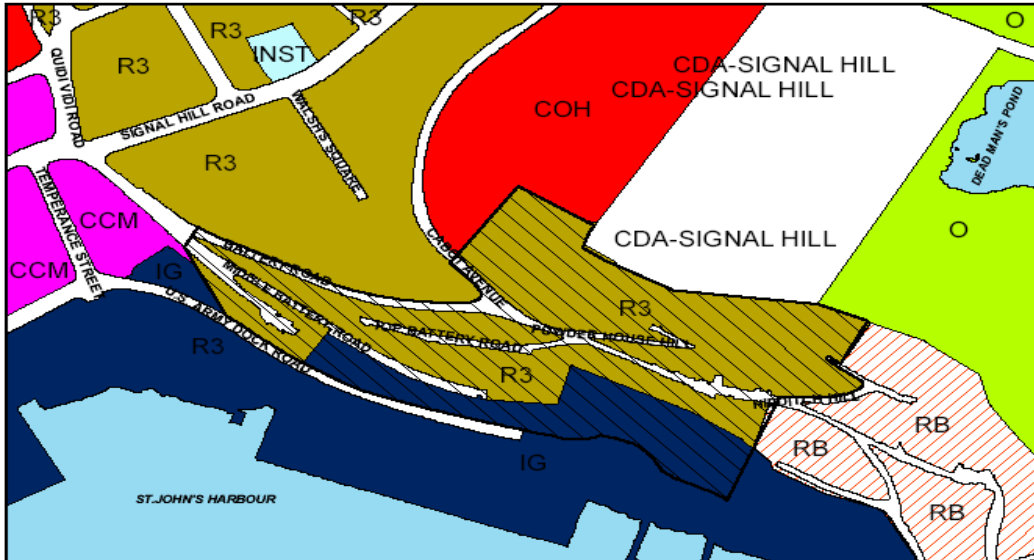 R3
R3
R3
O
QUIDI VIDI ROAD
R3
INST
CDA-SIGNAL HILL
CDA-SIGNAL HILL
COH
SIGNAL HILL ROAD
WALSH'S SQUARE
DEAD MAN'S POND
R3
TEMPERANCE STREET
CCM
CABOT AVENUE
CDA-SIGNAL HILL
O
BATTERY ROAD
CCM
IG
MIDDLE BATTERY ROAD
U.S. ARMY DOCK ROAD
R3
R3
TOP BATTERY ROAD
POWDER HOUSE HILL
R3
HIDITCH HILL
RB
RB
IG
ST.JOHN'S HARBOUR
RB